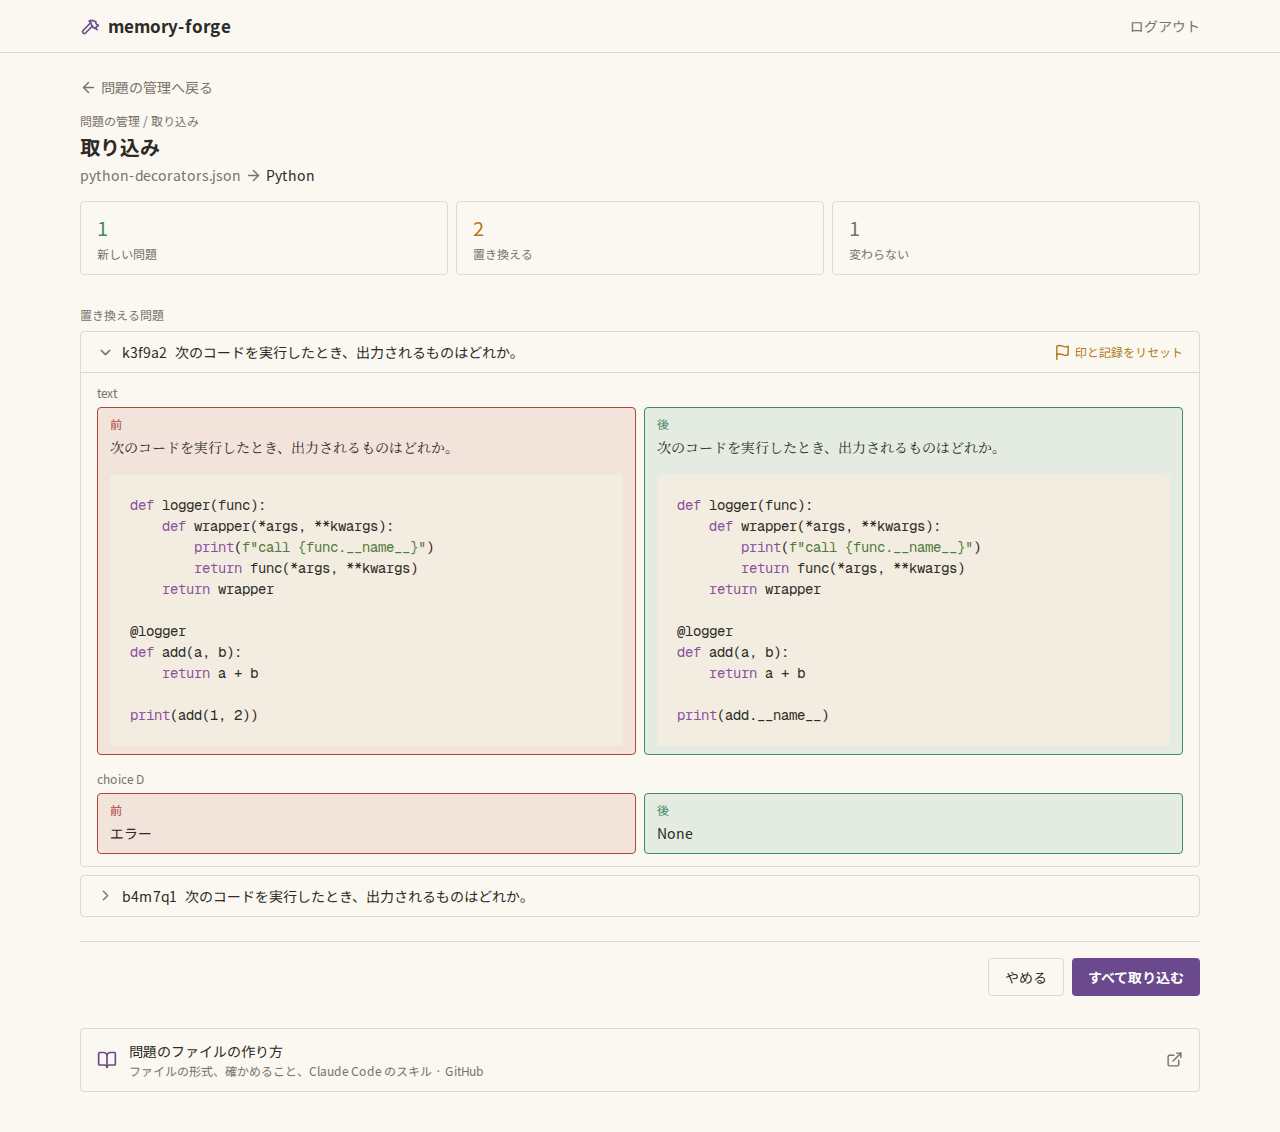 memory-forge
ログアウト
問題の管理へ戻る
問題の管理 / 取り込み
取り込み
python-decorators.json → Python
1
新しい問題
2
置き換える
1
変わらない
置き換える問題
k3f9a2 次のコードを実行したとき、出力されるものはどれか。
印と記録をリセット
text
前
次のコードを実行したとき、出力されるものはどれか。
def logger(func):
    def wrapper(*args, **kwargs):
        print(f"call {func.__name__}")
        return func(*args, **kwargs)
    return wrapper

@logger
def add(a, b):
    return a + b

print(add(1, 2))
後
次のコードを実行したとき、出力されるものはどれか。
def logger(func):
    def wrapper(*args, **kwargs):
        print(f"call {func.__name__}")
        return func(*args, **kwargs)
    return wrapper

@logger
def add(a, b):
    return a + b

print(add.__name__)
choice D
前
エラー
後
None
b4m7q1 次のコードを実行したとき、出力されるものはどれか。
やめる
すべて取り込む
問題のファイルの作り方
ファイルの形式、確かめること、Claude Code のスキル · GitHub